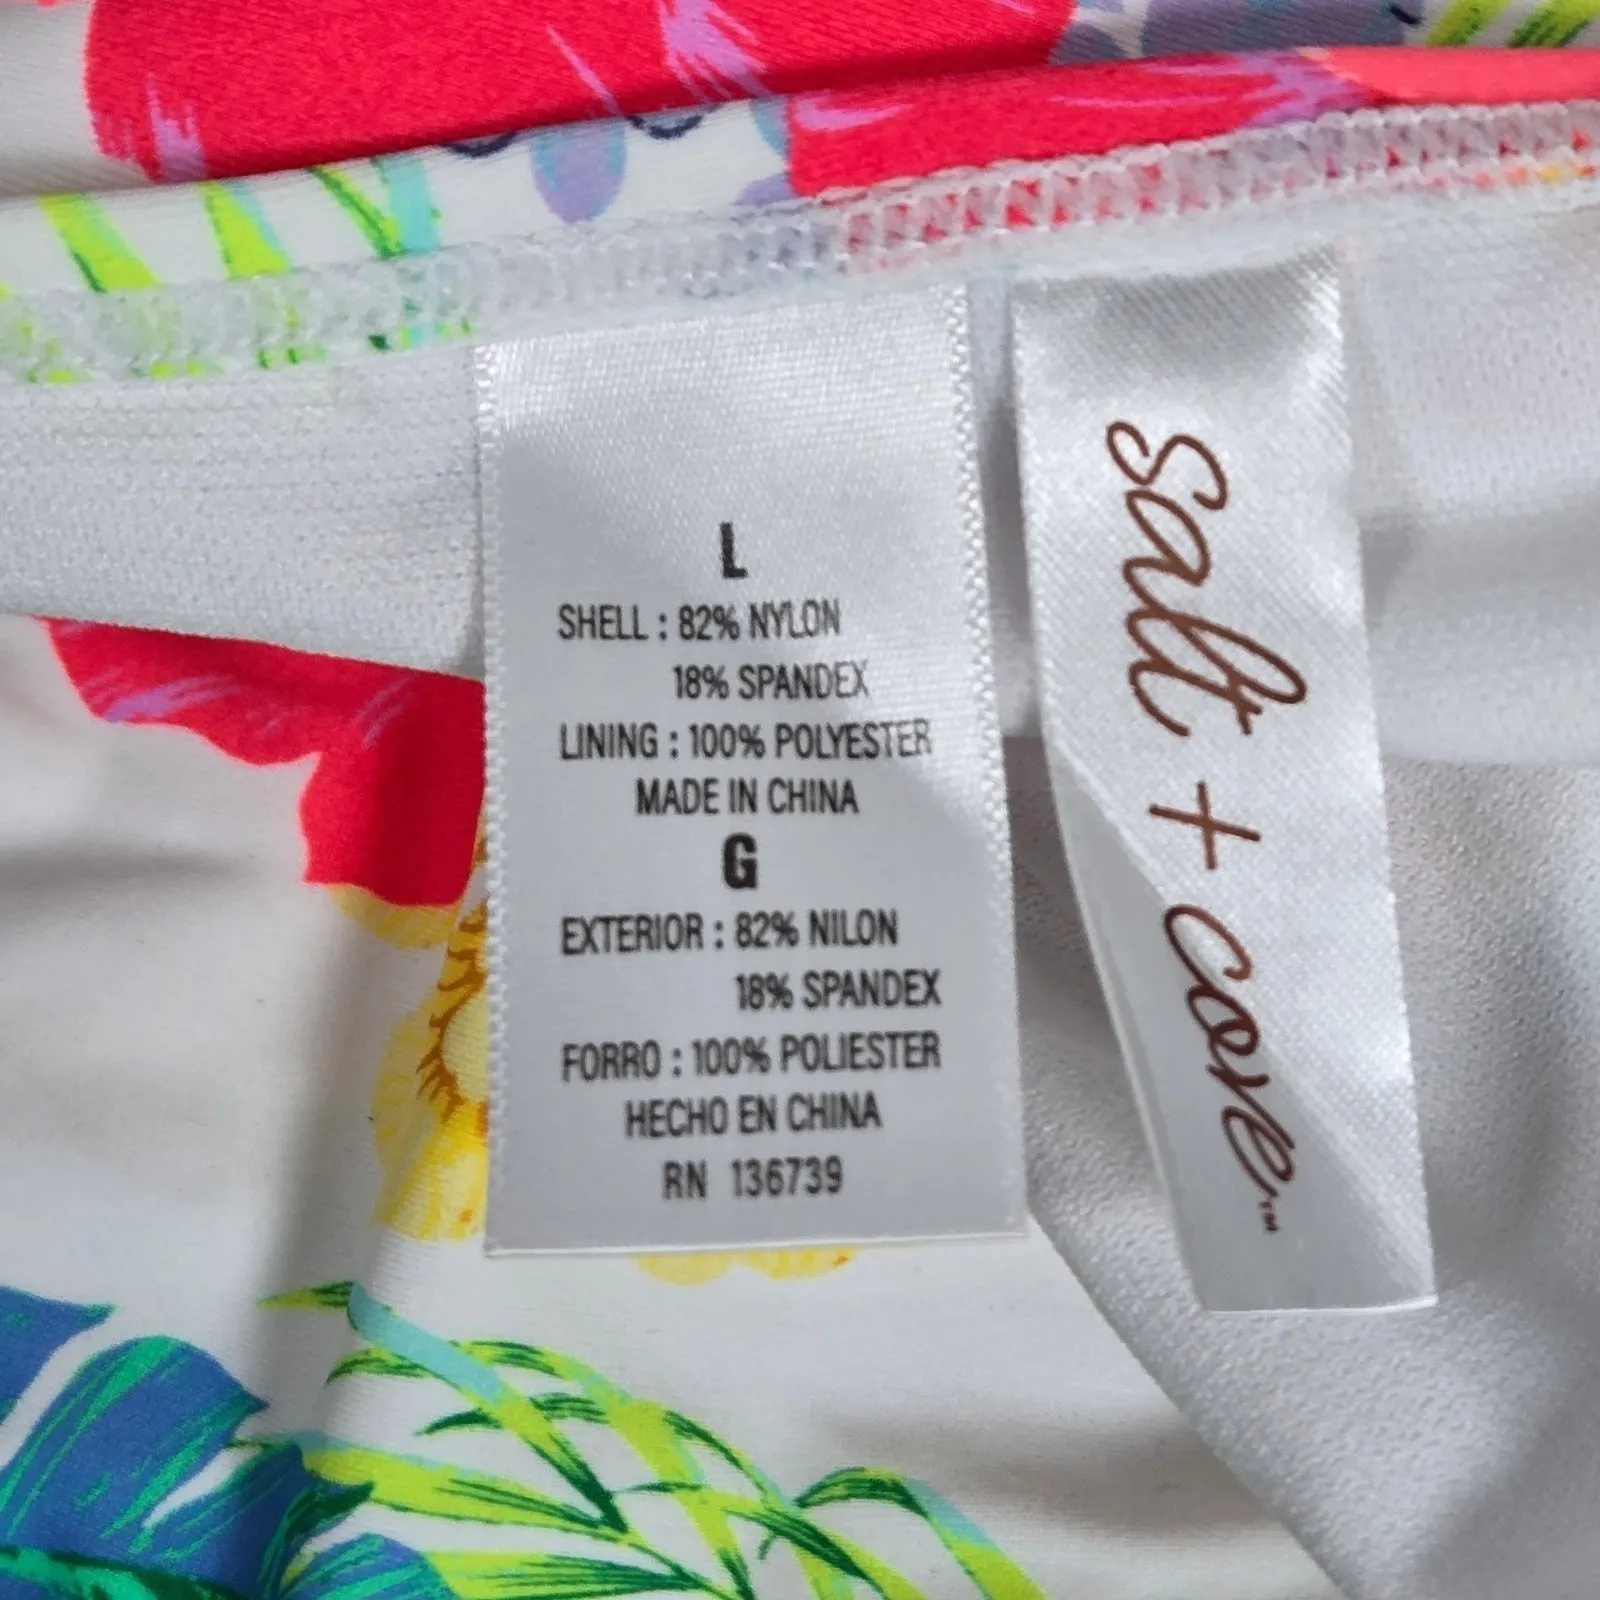 L
SHELL : 82% NYLON
18% SPANDEX
LINING : 100% POLYESTER
MADE IN CHINA
G
EXTERIOR : 82% NILON
18% SPANDEX
FORRO : 100% POLIESTER
HECHO EN CHINA
RN 136739
salt + cove™